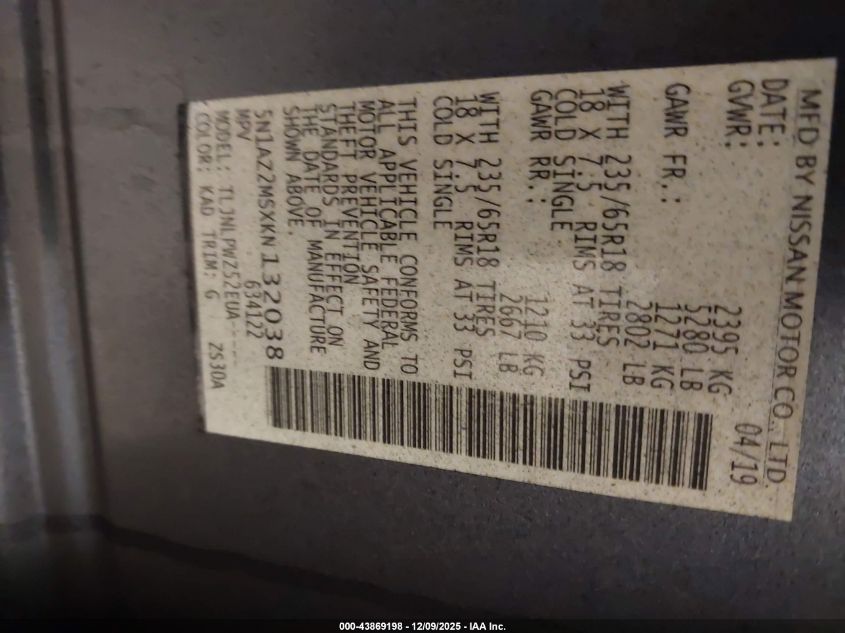 MFD BY NISSAN MOTOR CO., LTD.
DATE: 04/19
GVWR: 2395 KG
5280 LB
GAWR FR.: 1271 KG
2802 LB
WITH 235/65R18 TIRES
18 X 7.5 RIMS AT 33 PSI
COLD SINGLE
GAWR RR.: 1210 KG
2667 LB
WITH 235/65R18 TIRES
18 X 7.5 RIMS AT 33 PSI
COLD SINGLE
THIS VEHICLE CONFORMS TO
ALL APPLICABLE FEDERAL
MOTOR VEHICLE SAFETY AND
THEFT PREVENTION
STANDARDS IN EFFECT ON
THE DATE OF MANUFACTURE
SHOWN ABOVE.
5N1AZ2MSXKN132038
MPV 634122
MODEL: TLJNLPWZ52EUA-----
COLOR: KAD TRIM: G ZS30A
000-43869198 - 12/09/2025 - IAA Inc.